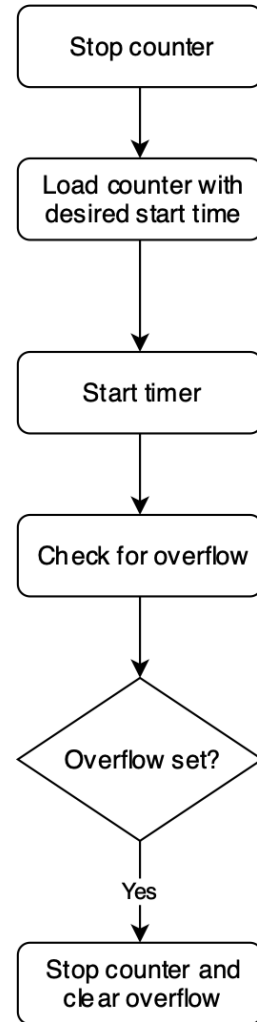 Stop counter
Load counter with
desired start time
Start timer
Check for overflow
Overflow set?
Yes
Stop counter and
clear overflow